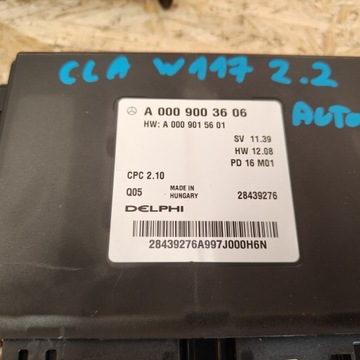 CLA W117 2.2
AUTO
A 000 900 36 06
HW: A 000 901 56 01
SV 11.39
HW 12.08
PD 16 M01
CPC 2.10
Q05
MADE IN
HUNGARY
28439276
DELPHI
28439276A997J000H6N